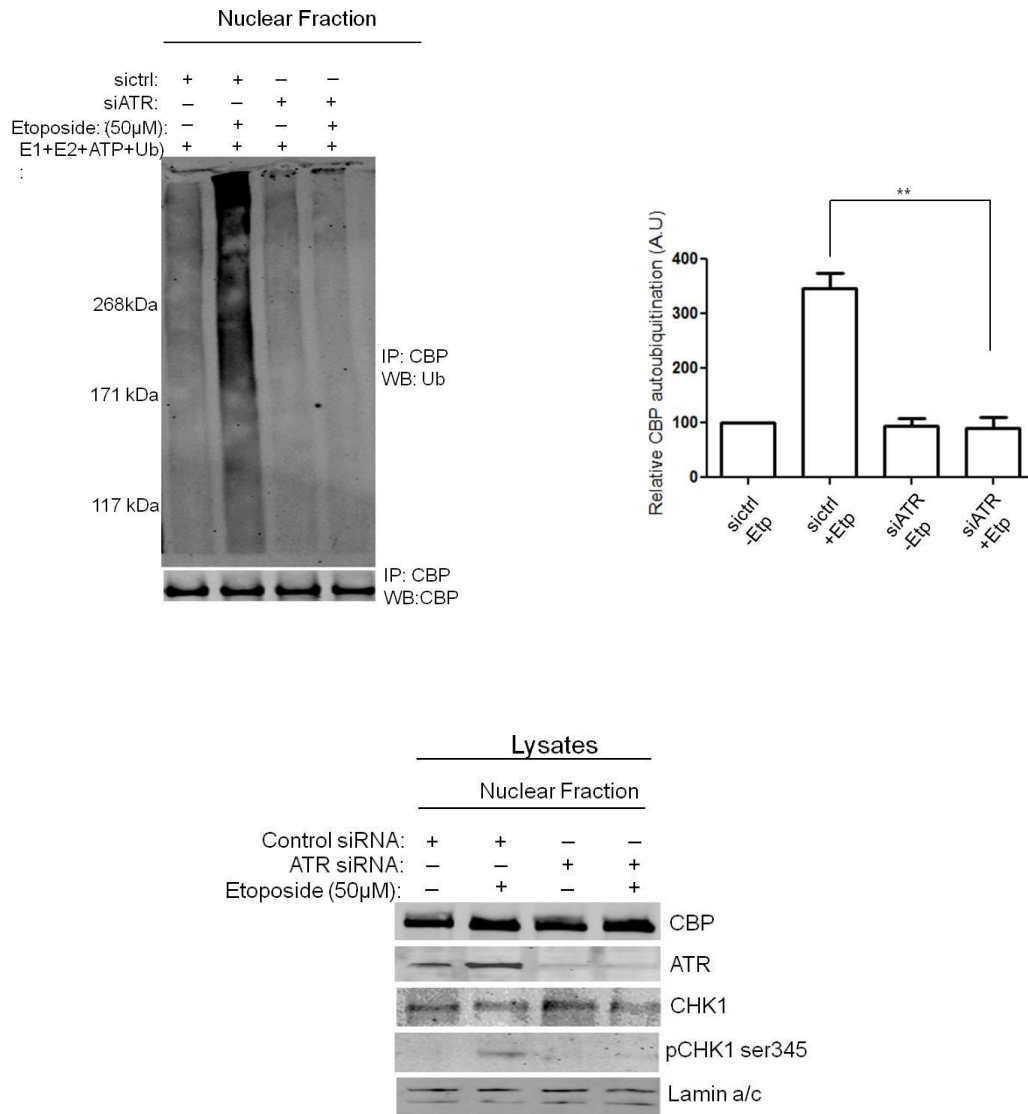 Nuclear Fraction
sictrl: + + – –
siATR: – – + +
Etoposide: (50µM): – + – +
E1+E2+ATP+Ub) + + + +
:
268kDa
171 kDa
117 kDa
IP: CBP
WB: Ub
IP: CBP
WB:CBP
**
Relative CBP autoubiquitination (A.U)
400
300
200
100
0
sictrl
-Etp
sictrl
+Etp
siATR
-Etp
siATR
+Etp
Lysates
Nuclear Fraction
Control siRNA: + + – –
ATR siRNA: – – + +
Etoposide (50µM): – + – +
CBP
ATR
CHK1
pCHK1 ser345
Lamin a/c